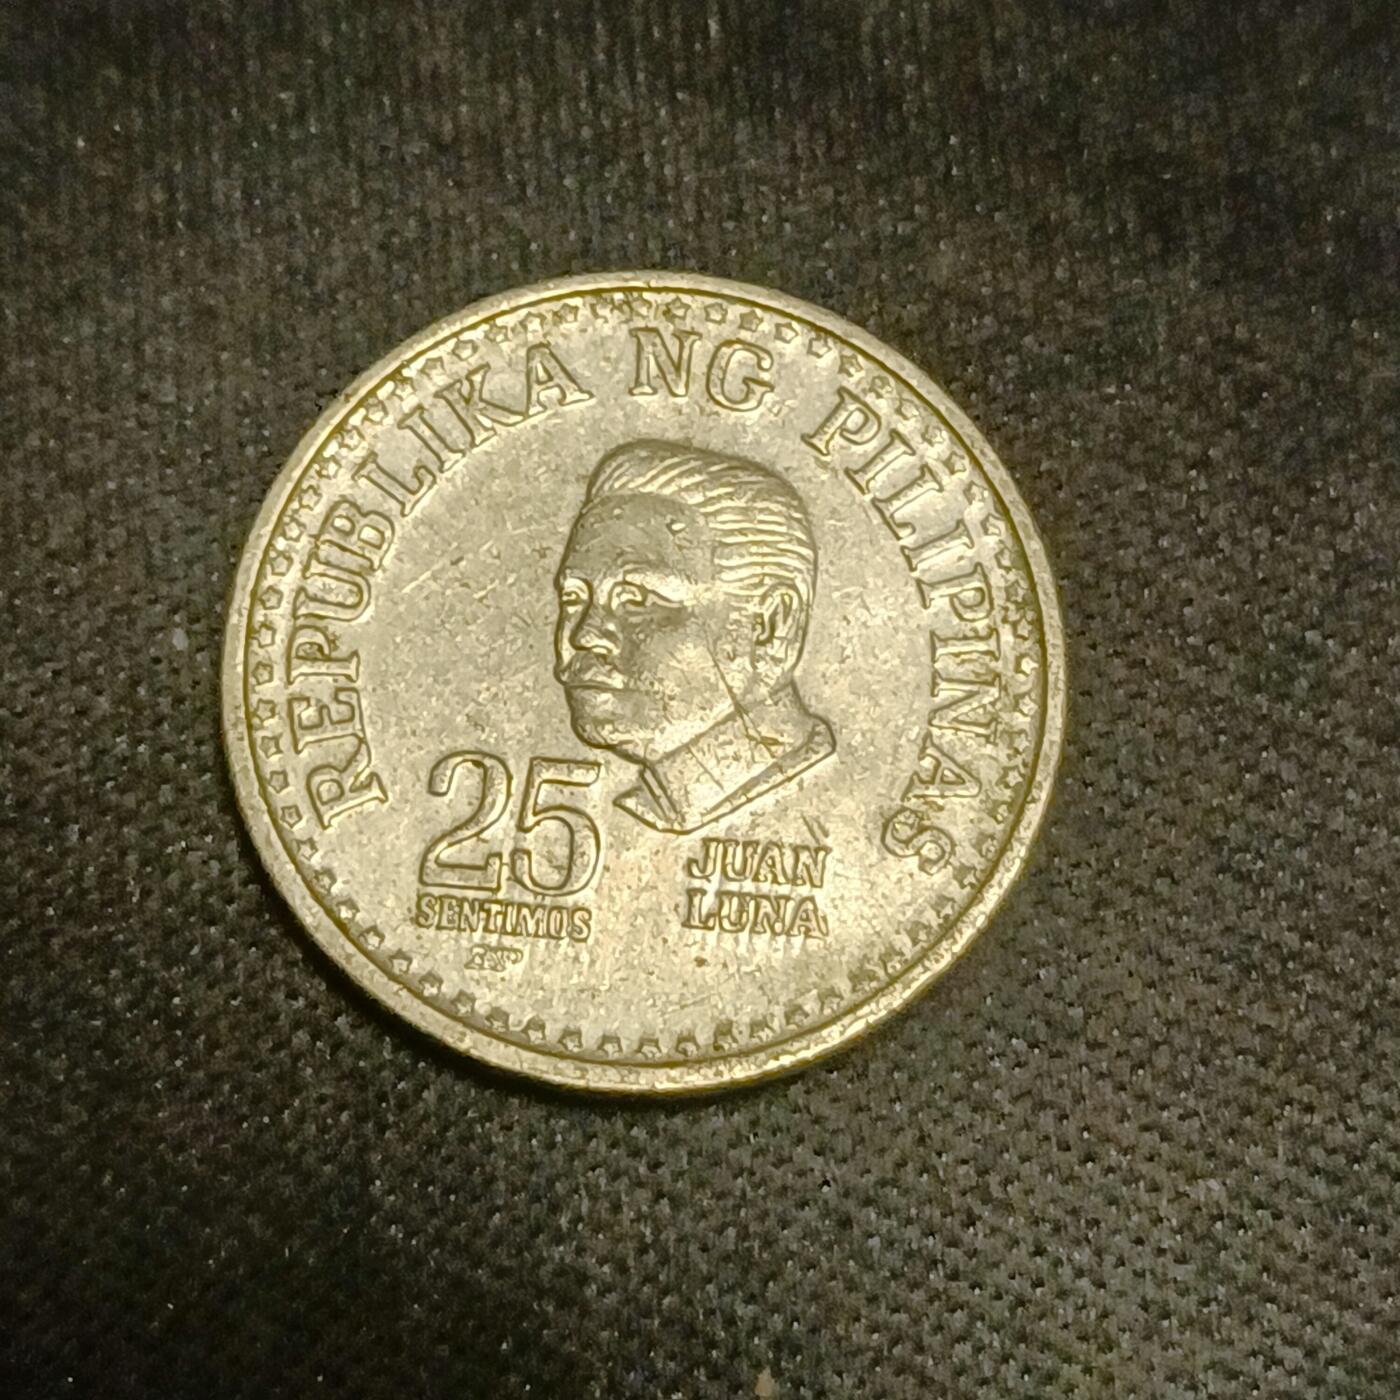 REPUBLIKA NG PILIPINAS
25
SENTIMOS
JUAN
LUNA